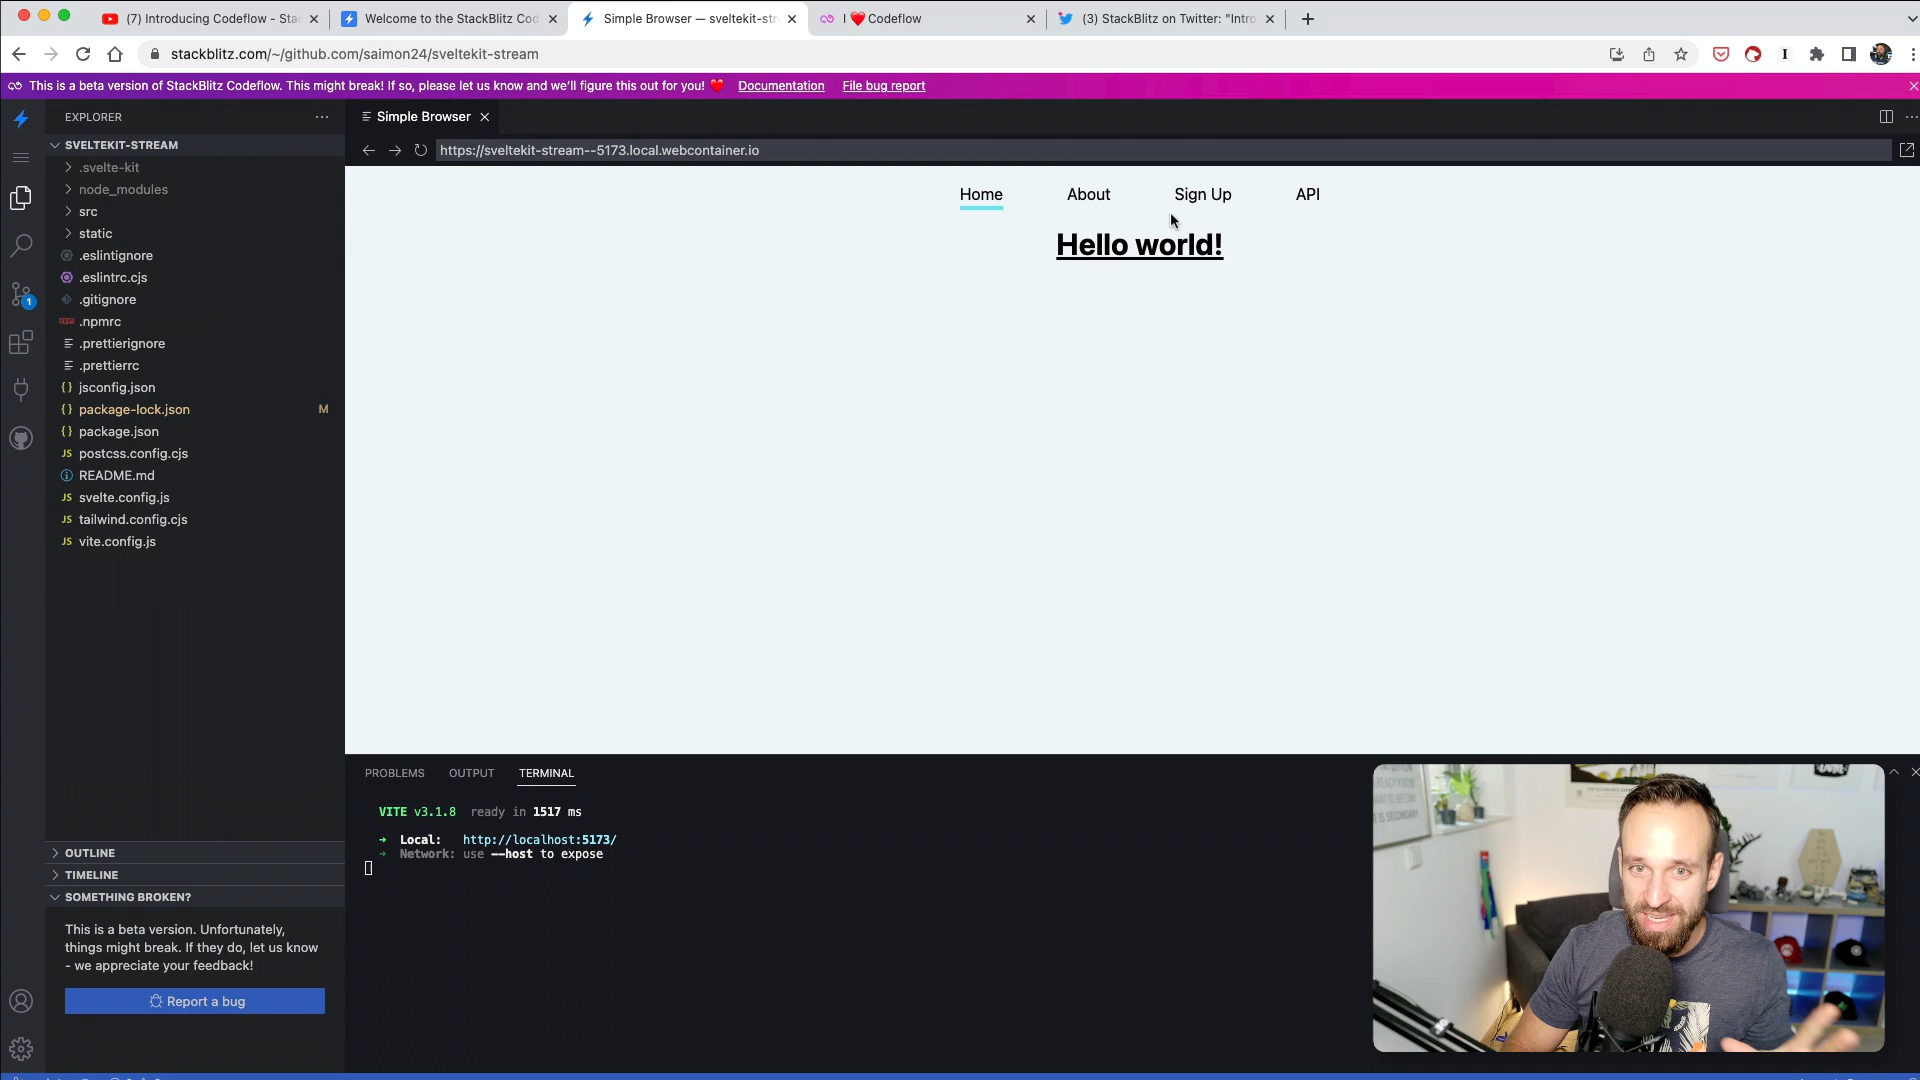 (7) Introducing Codeflow - Sta
Welcome to the StackBlitz Cod
Simple Browser — sveltekit-str
I ❤️ Codeflow
(3) StackBlitz on Twitter: "Intro
stackblitz.com/~/github.com/saimon24/sveltekit-stream
This is a beta version of StackBlitz Codeflow. This might break! If so, please let us know and we'll figure this out for you! ❤️ Documentation File bug report
EXPLORER
Simple Browser
SVELTEKIT-STREAM
https://sveltekit-stream--5173.local.webcontainer.io
.svelte-kit
node_modules
src
static
.eslintignore
.eslintrc.cjs
.gitignore
.npmrc
.prettierignore
.prettierrc
{} jsconfig.json
{} package-lock.json M
{} package.json
JS postcss.config.cjs
README.md
JS svelte.config.js
JS tailwind.config.cjs
JS vite.config.js
1
Home About Sign Up API
Hello world!
PROBLEMS OUTPUT TERMINAL
VITE v3.1.8 ready in 1517 ms
➜ Local: http://localhost:5173/
➜ Network: use --host to expose
OUTLINE
TIMELINE
SOMETHING BROKEN?
This is a beta version. Unfortunately,
things might break. If they do, let us know
- we appreciate your feedback!
Report a bug